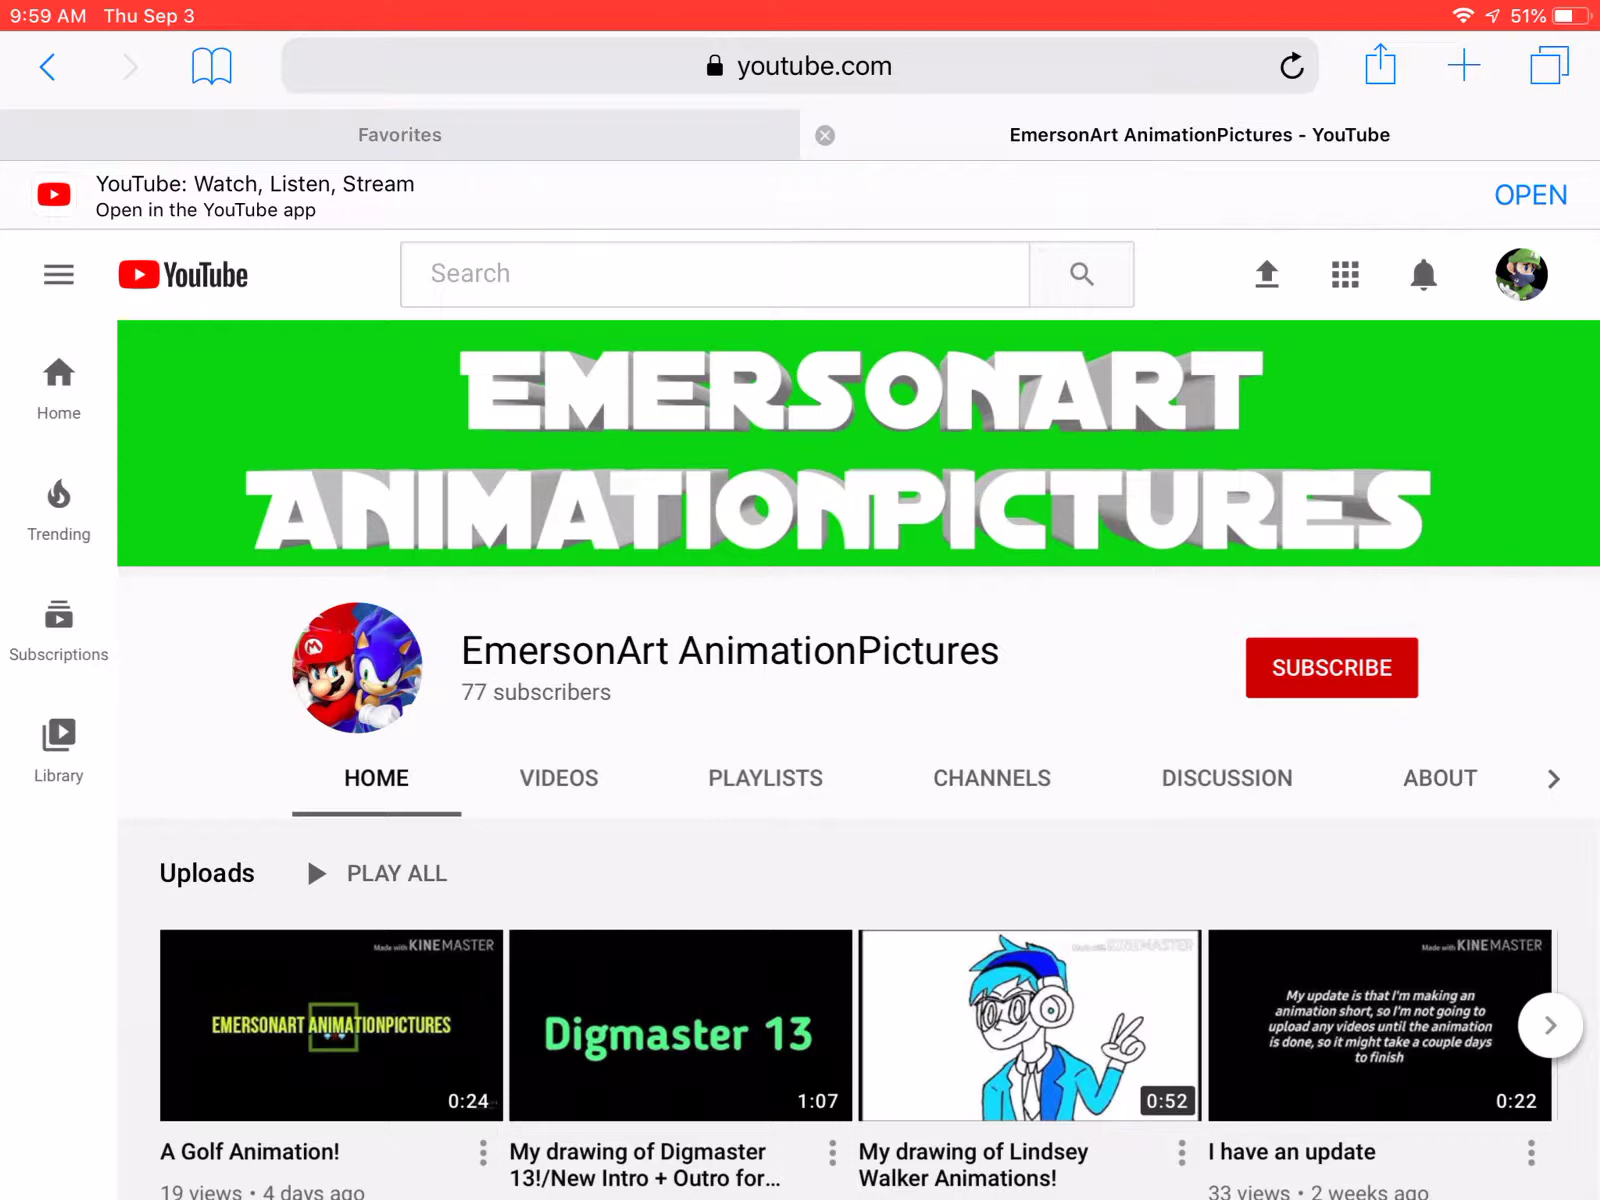 9:59 AM Thu Sep 3 51%
youtube.com
Favorites
EmersonArt AnimationPictures - YouTube
YouTube: Watch, Listen, Stream
Open in the YouTube app
OPEN
YouTube
Search
Home
Trending
Subscriptions
Library
EMERSONART
ANIMATIONPICTURES
EmersonArt AnimationPictures
77 subscribers
SUBSCRIBE
HOME VIDEOS PLAYLISTS CHANNELS DISCUSSION ABOUT
Uploads PLAY ALL
Made with KINEMASTER
EMERSONART ANIMATIONPICTURES
0:24
A Golf Animation!
19 views • 4 days ago
Digmaster 13
1:07
My drawing of Digmaster
13!/New Intro + Outro for...
Made with KINEMASTER
0:52
My drawing of Lindsey
Walker Animations!
Made with KINEMASTER
My update is that I'm making an
animation short, so I'm not going to
upload any videos until the animation
is done, so it might take a couple days
to finish
0:22
I have an update
33 views • 2 weeks ago